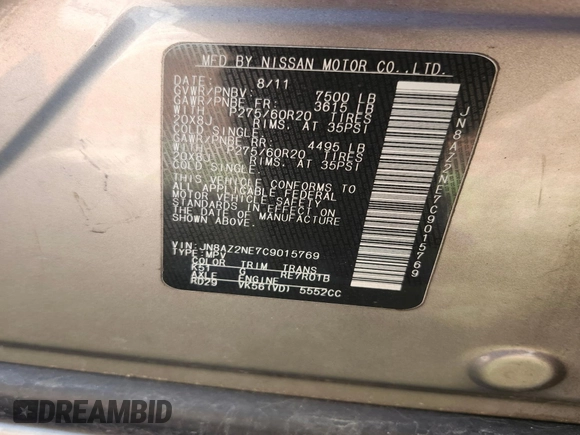 MFD BY NISSAN MOTOR CO.,LTD.
DATE: 8/11
GVWR/PNBV: 7500 LB
GAWR/PNBE FR: 3615 LB
WITH P275/60R20 TIRES
20X8J RIMS. AT 35PSI
COLD SINGLE.
GAWR/PNBE RR: 4495 LB
WITH P275/60R20 TIRES
20X8J RIMS. AT 35PSI
COLD SINGLE.
THIS VEHICLE CONFORMS TO
ALL APPLICABLE FEDERAL
MOTOR VEHICLE SAFETY
STANDARDS IN EFFECT ON
THE DATE OF MANUFACTURE
SHOWN ABOVE.
VIN: JN8AZ2NE7C9015769
TYPE:MPV
COLOR TRIM TRANS
K51 G RE7R01B
AXLE ENGINE
RD29 VK56(VD) 5552CC
JN8AZ2NE7C9015769
DREAMBID